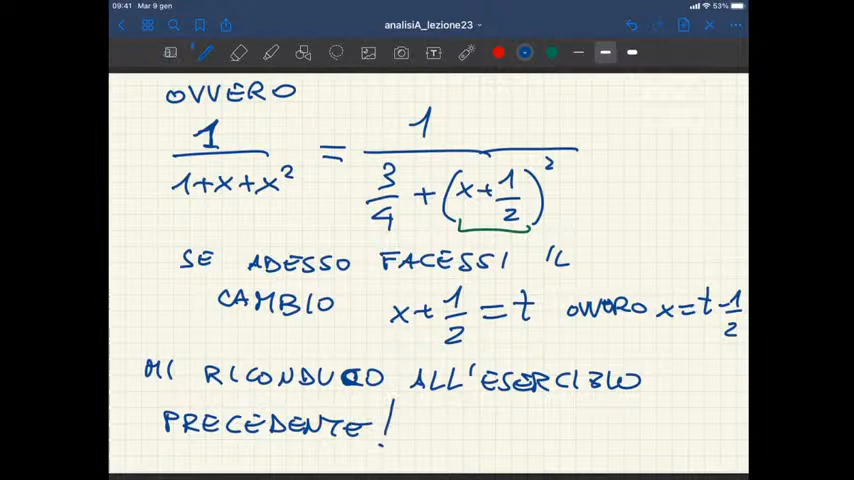 09:41 Mar 9 gen
53%
analisiA_lezione23
OVVERO
1/(1+x+x²) = 1/(3/4 + (x+1/2)²)
SE ADESSO FACESSI IL
CAMBIO x+1/2 = t OVVERO x=t-1/2
MI RICONDUCO ALL'ESERCIZIO
PRECEDENTE!